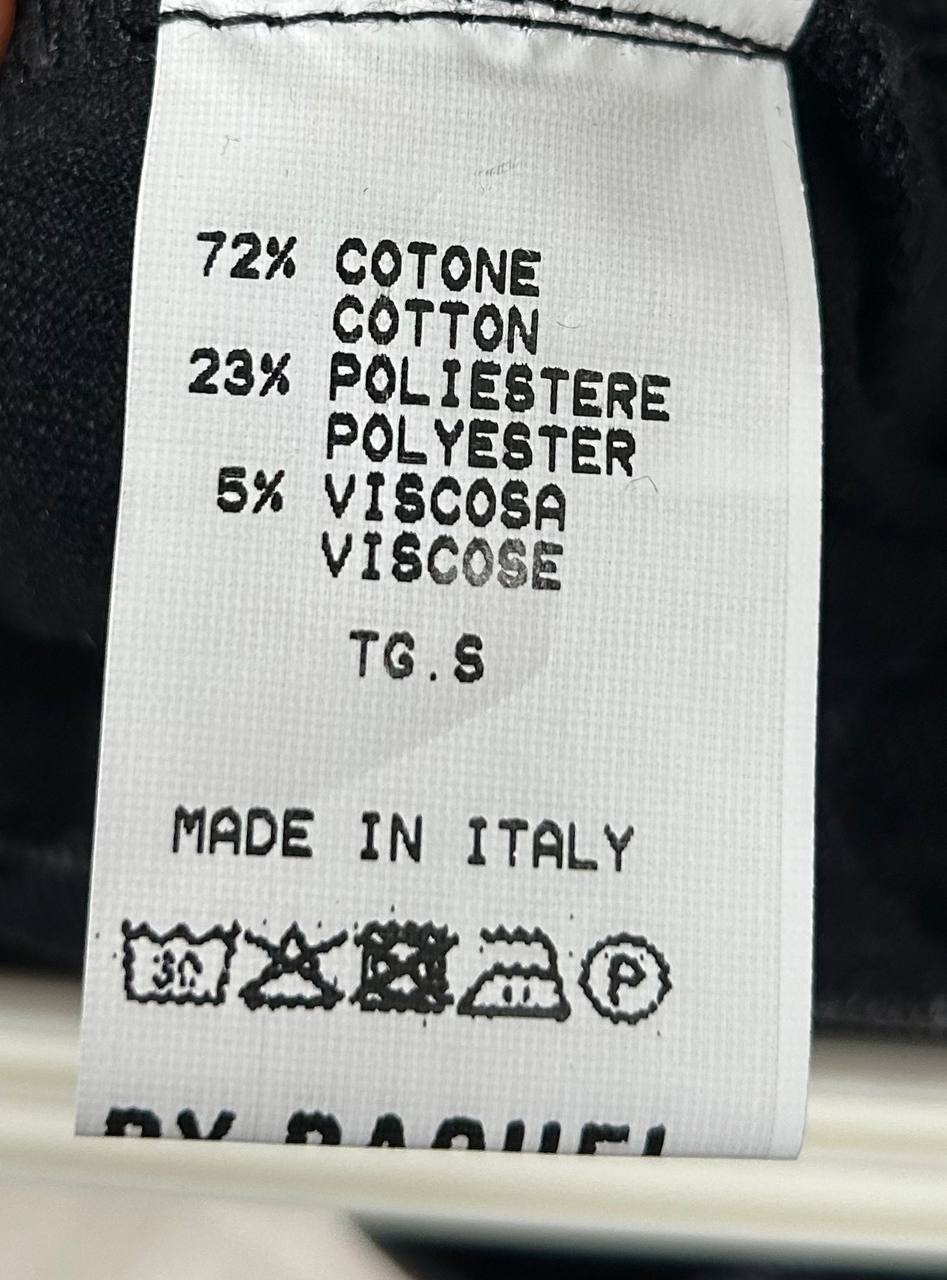 72% COTONE
COTTON
23% POLIESTERE
POLYESTER
5% VISCOSA
VISCOSE
TG.S
MADE IN ITALY
30 P